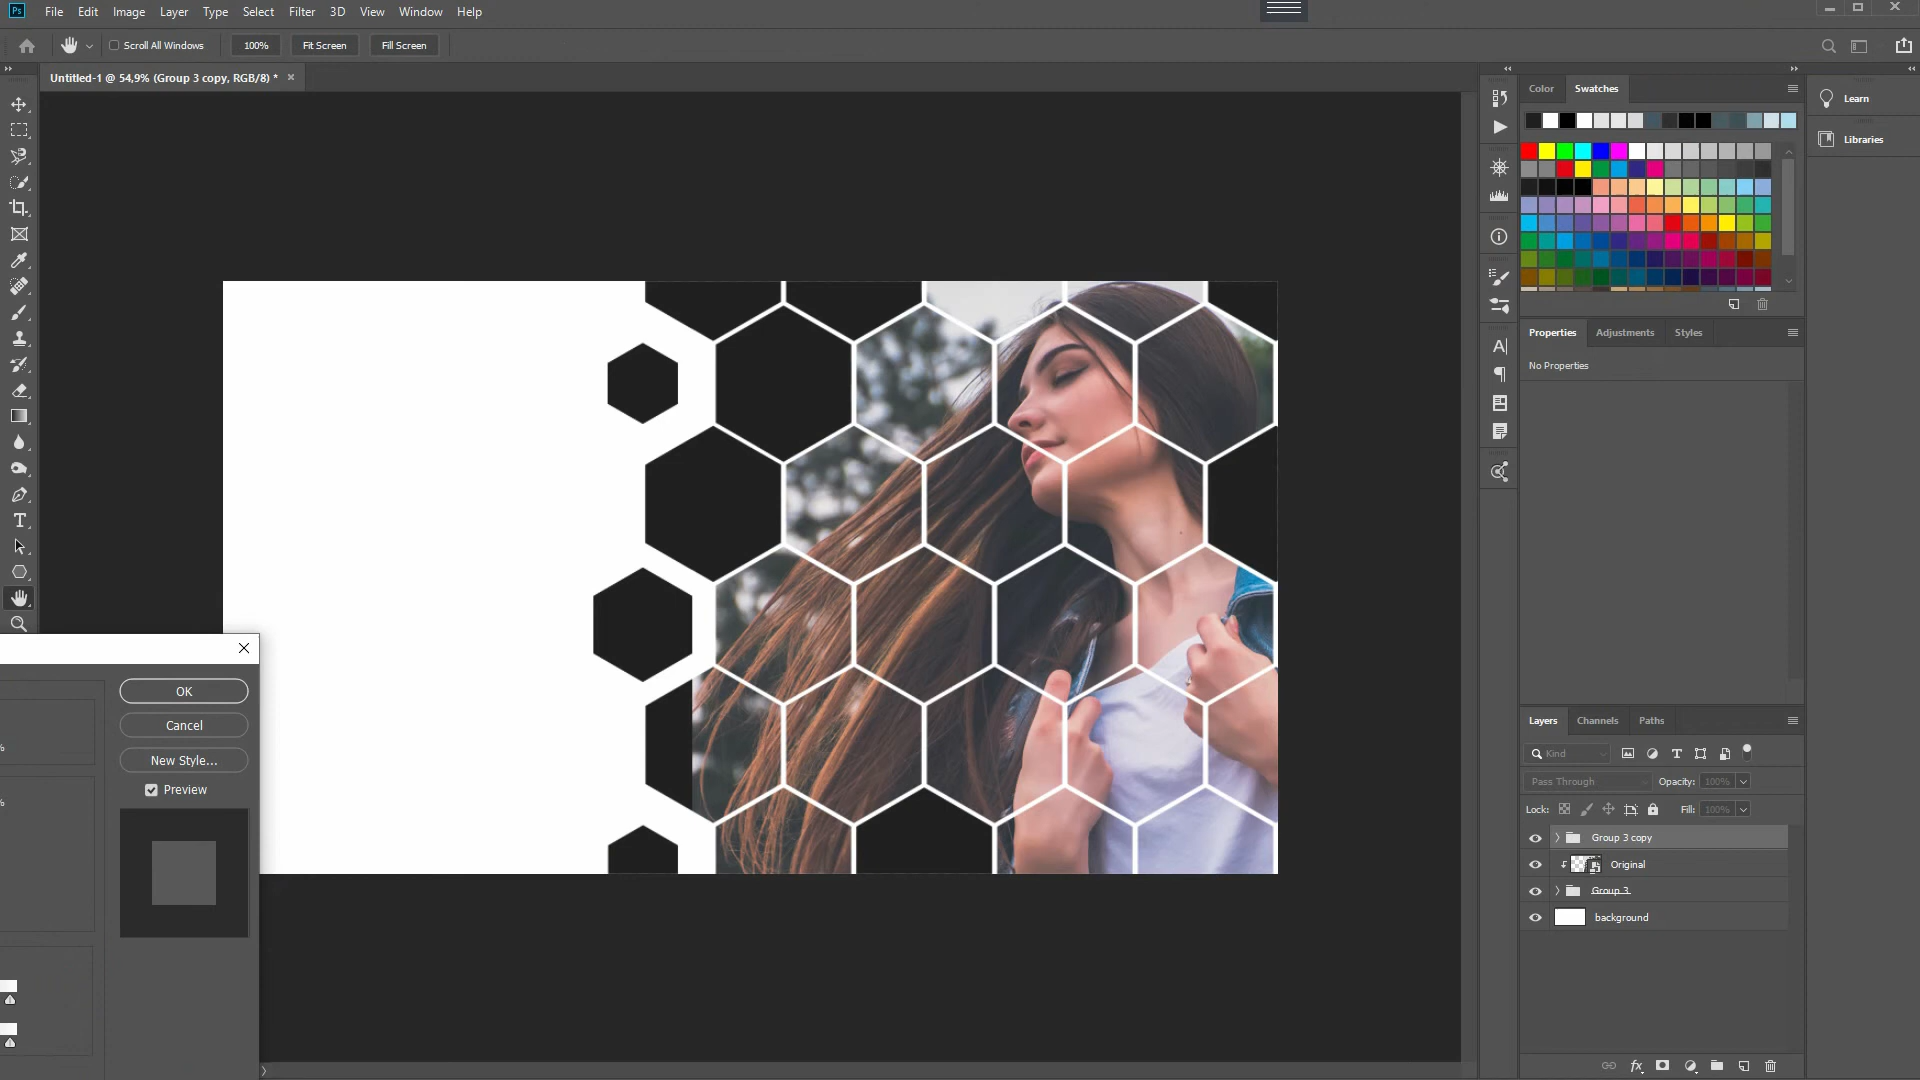 Ps File Edit Image Layer Type Select Filter 3D View Window Help
Scroll All Windows 100% Fit Screen Fill Screen
Untitled-1 @ 54,9% (Group 3 copy, RGB/8) *
Color Swatches
Learn
Libraries
Properties Adjustments Styles
No Properties
OK
Cancel
New Style...
Preview
%
%
Layers Channels Paths
Kind
Pass Through Opacity: 100%
Lock: Fill: 100%
Group 3 copy
Original
Group 3
background
fx